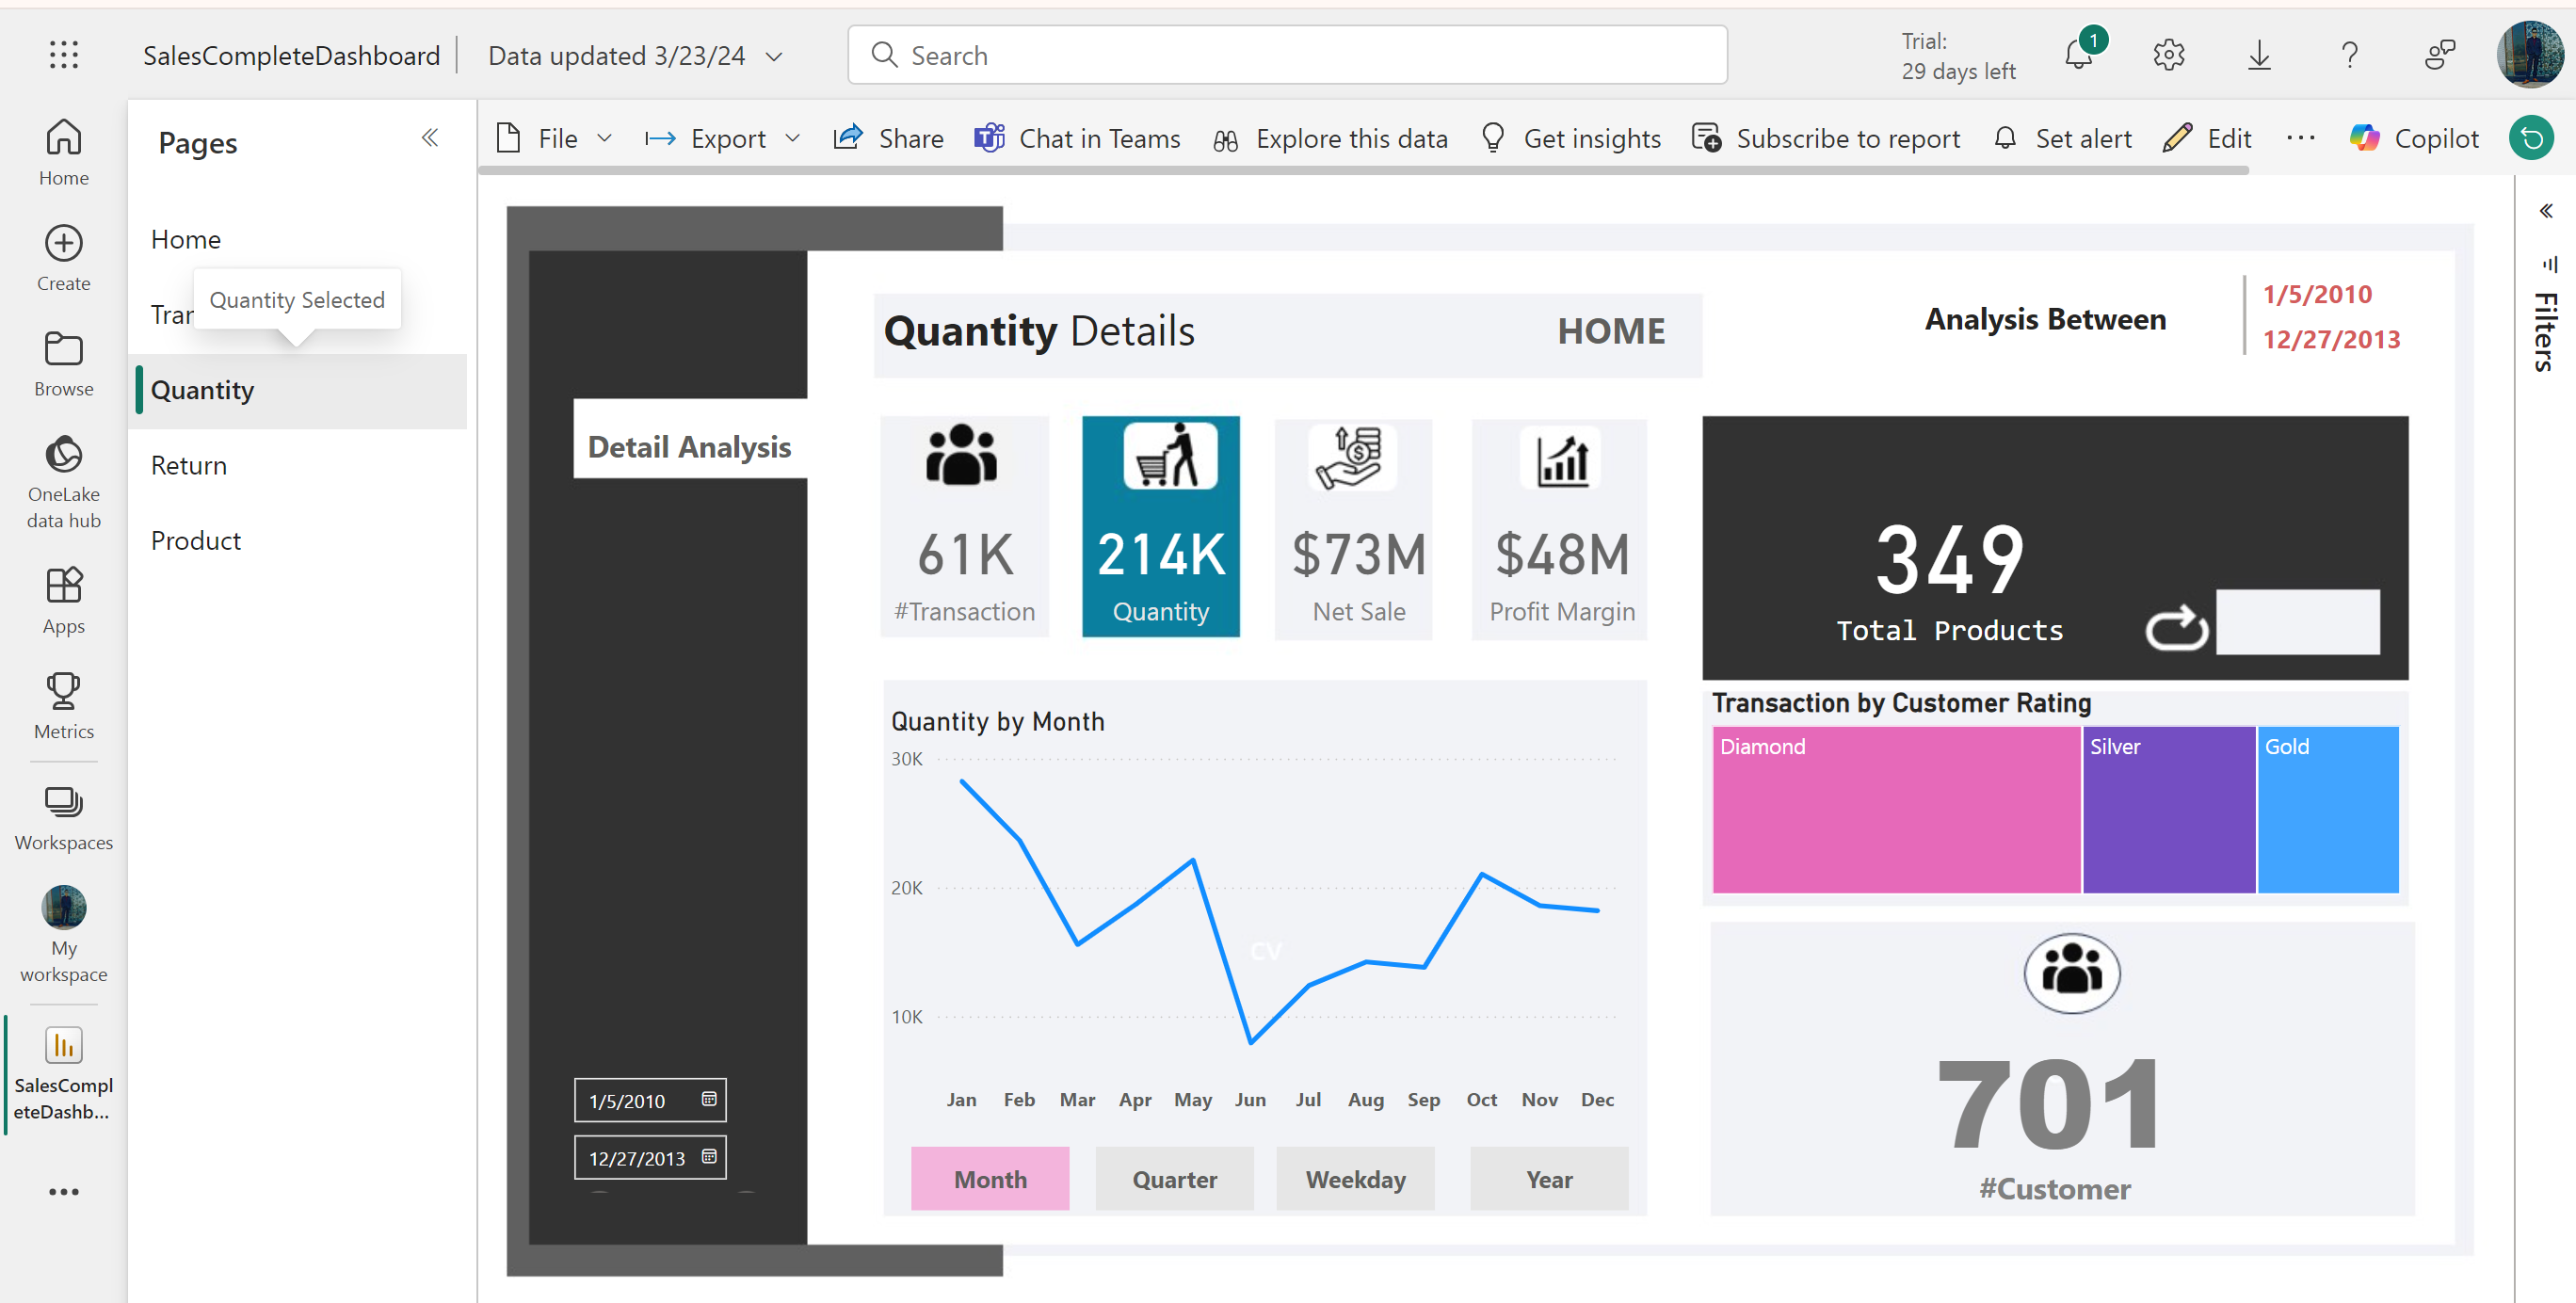 SalesCompleteDashboard
Data updated 3/23/24
Search
Trial:
29 days left
1
Home
Create
Browse
OneLake
data hub
Apps
Metrics
Workspaces
My
workspace
SalesCompl
eteDashb...
Pages
Home
Quantity Selected
Tran
Quantity
Return
Product
File
Export
Share
Chat in Teams
Explore this data
Get insights
Subscribe to report
Set alert
Edit
Copilot
Filters
Detail Analysis
1/5/2010
12/27/2013
Quantity Details
HOME
Analysis Between
1/5/2010
12/27/2013
61K
#Transaction
214K
Quantity
$73M
Net Sale
$48M
Profit Margin
349
Total Products
Quantity by Month
30K
20K
10K
CV
Jan Feb Mar Apr May Jun Jul Aug Sep Oct Nov Dec
Month
Quarter
Weekday
Year
Transaction by Customer Rating
Diamond
Silver
Gold
701
#Customer